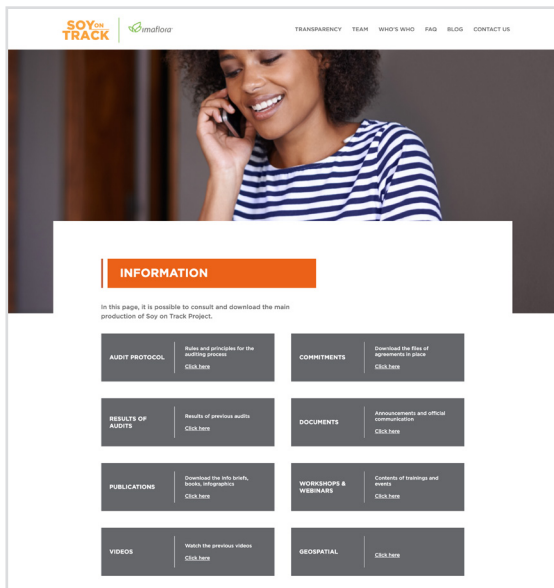 SOY ON
TRACK
imaflora®
TRANSPARENCY TEAM WHO'S WHO FAQ BLOG CONTACT US
INFORMATION
In this page, it is possible to consult and download the main
production of Soy on Track Project.
AUDIT PROTOCOL
Rules and principles for the
auditing process
Click here
COMMITMENTS
Download the files of
agreements in place
Click here
RESULTS OF
AUDITS
Results of previous audits
Click here
DOCUMENTS
Announcements and official
communication
Click here
PUBLICATIONS
Download the info briefs,
books, infographics
Click here
WORKSHOPS &
WEBINARS
Contents of trainings and
events
Click here
VIDEOS
Watch the previous videos
Click here
GEOSPATIAL
Click here